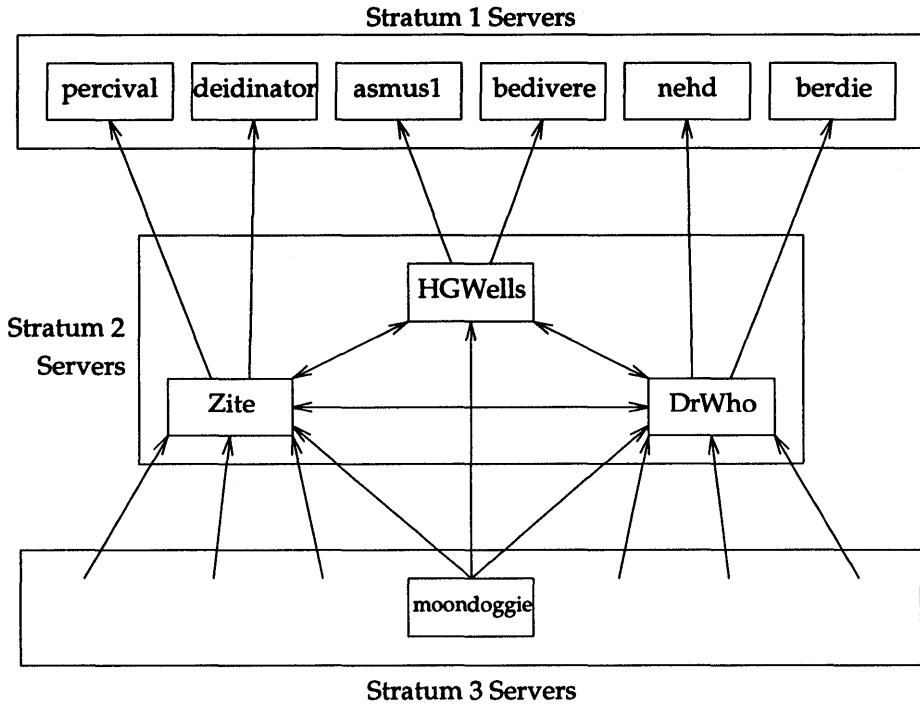 Stratum 1 Servers
percival
deidinator
asmus1
bedivere
nehd
berdie
HGWells
Stratum 2
Servers
Zite
DrWho
moondoggie
Stratum 3 Servers